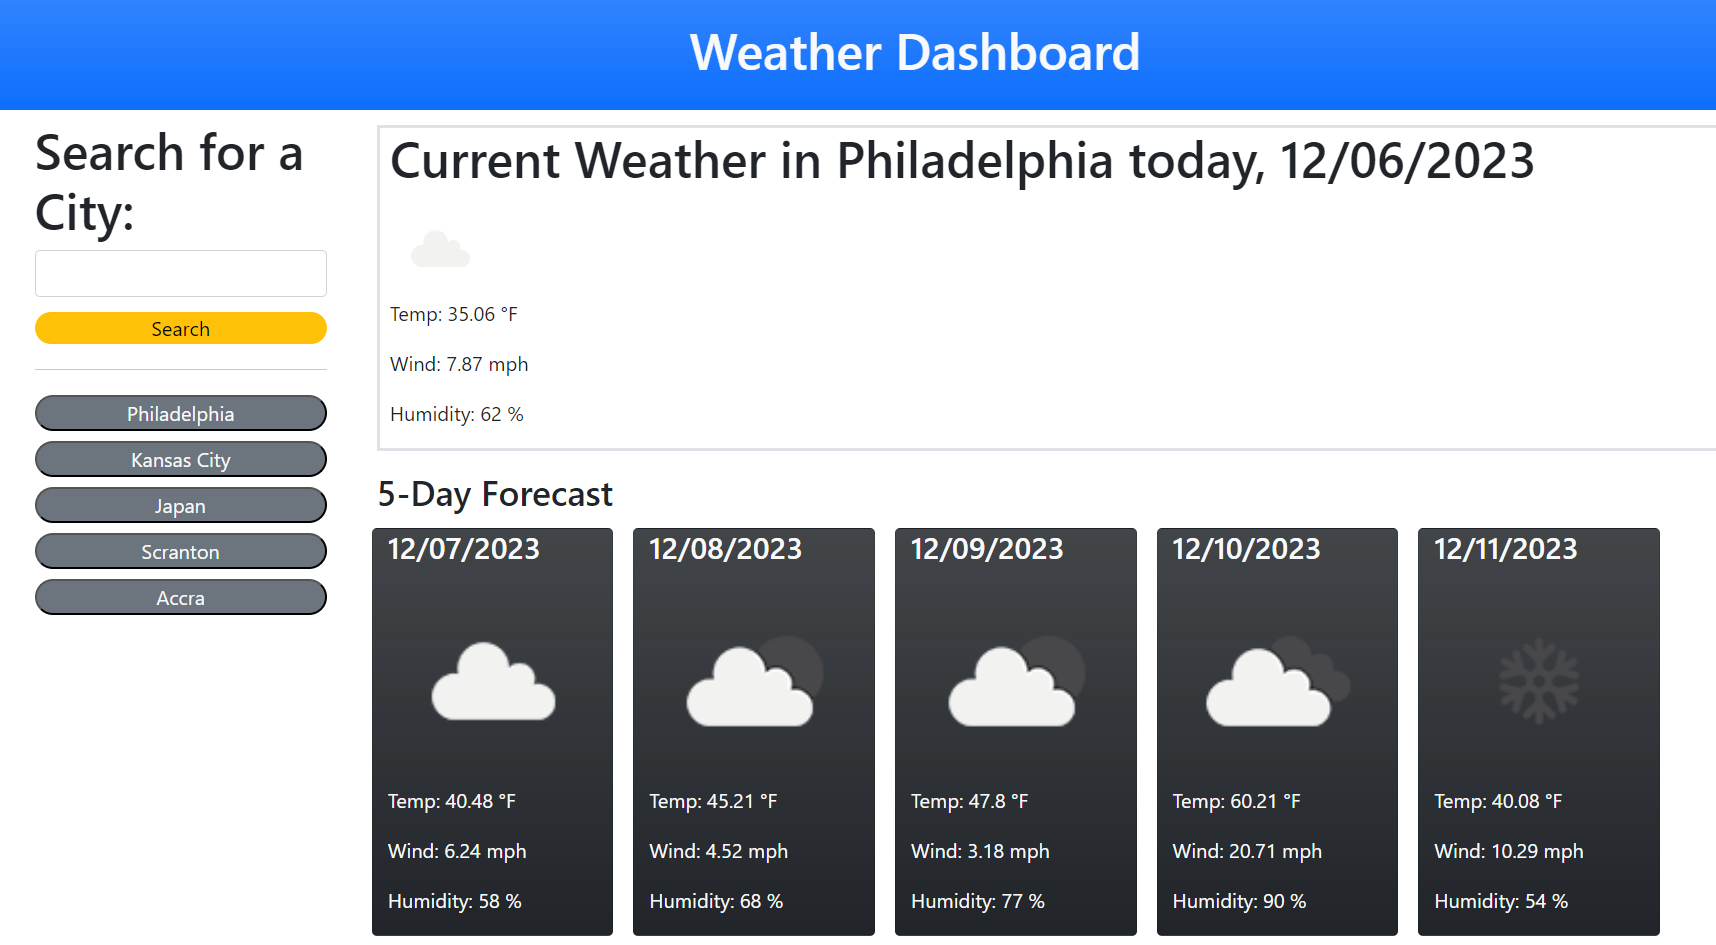 Weather Dashboard
Search for a
City:
Search
Philadelphia
Kansas City
Japan
Scranton
Accra
Current Weather in Philadelphia today, 12/06/2023
Temp: 35.06 °F
Wind: 7.87 mph
Humidity: 62 %
5-Day Forecast
12/07/2023
Temp: 40.48 °F
Wind: 6.24 mph
Humidity: 58 %
12/08/2023
Temp: 45.21 °F
Wind: 4.52 mph
Humidity: 68 %
12/09/2023
Temp: 47.8 °F
Wind: 3.18 mph
Humidity: 77 %
12/10/2023
Temp: 60.21 °F
Wind: 20.71 mph
Humidity: 90 %
12/11/2023
Temp: 40.08 °F
Wind: 10.29 mph
Humidity: 54 %